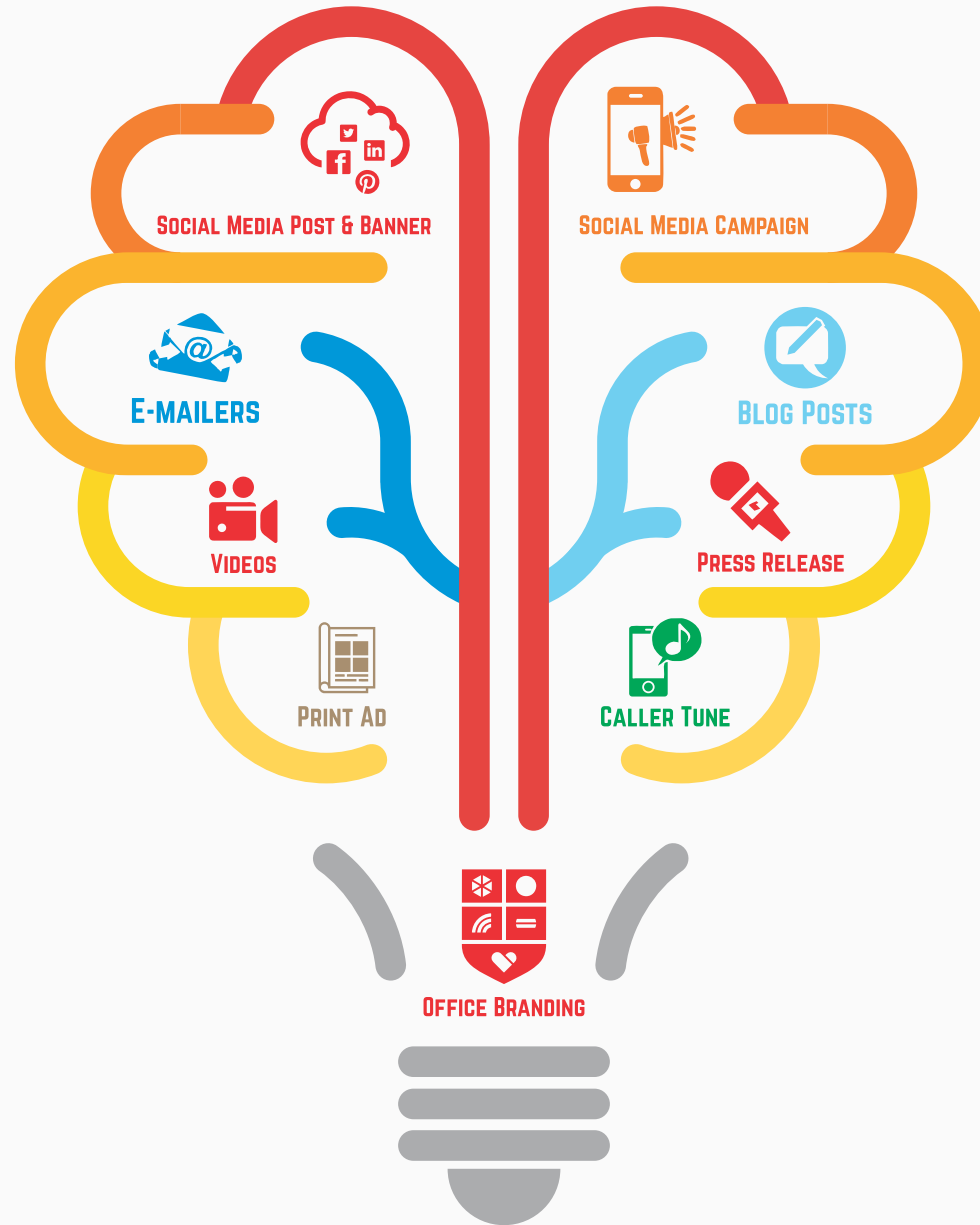 Social Media Post & Banner
Social Media Campaign
@
E-mailers
Blog Posts
Videos
Press Release
Print Ad
Caller Tune
Office Branding